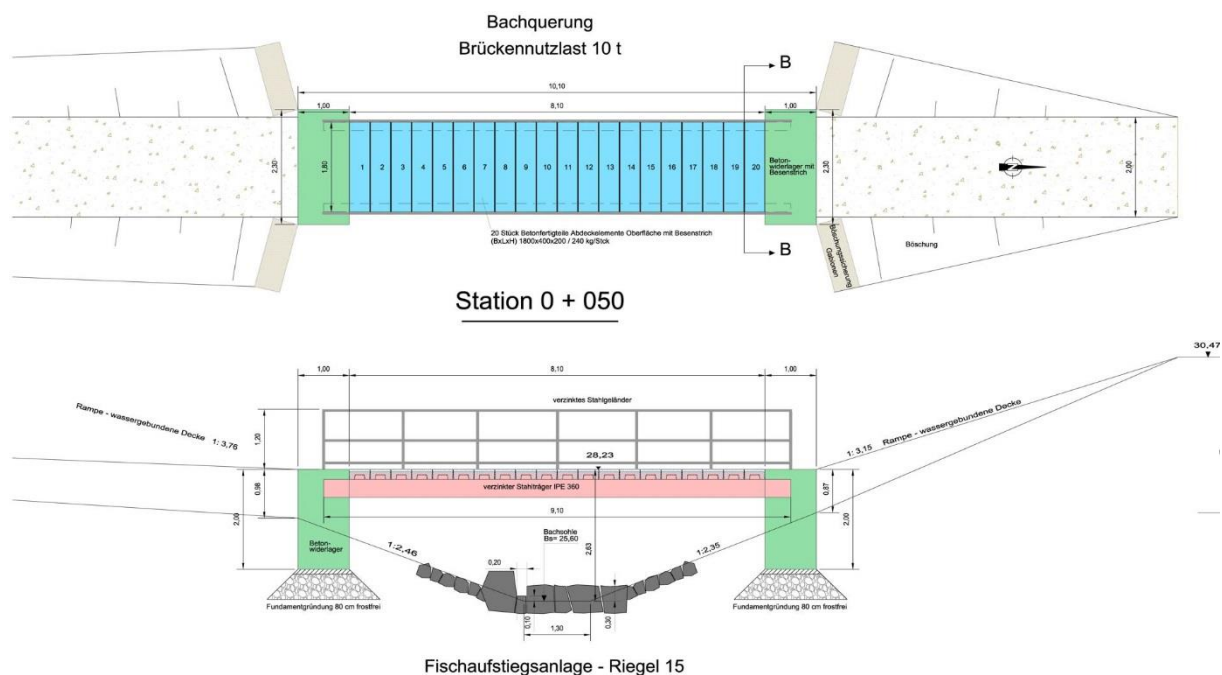 Bachquerung
Brückennutzlast 10 t
B
10,10
1,00
8,10
1,00
2,30
1,80
1 2 3 4 5 6 7 8 9 10 11 12 13 14 15 16 17 18 19 20
Beton-
widerlager mit
Besenstrich
2,30
2,00
20 Stück Betonfertigteile Abdeckelemente Oberfläche mit Besenstrich
(BxLxH) 1800x400x200 / 240 kg/Stck
B
Böschungsicherung
Gabionen
Böschung
Station 0 + 050
30,47
1,00
8,10
1,00
verzinktes Stahlgeländer
Rampe - wassergebundene Decke 1: 3,76
1,20
1: 3,15 Rampe - wassergebundene Decke
28,23
verzinkter Stahlträger IPE 360
0,98
2,00
0,87
2,00
9,10
Bachsohle
Bs= 25,60
2,63
Beton-
widerlager
1:2,46
1:2,35
0,20
Fundamentgründung 80 cm frostfrei
0,10
0,30
1,30
Fundamentgründung 80 cm frostfrei
Fischaufstiegsanlage - Riegel 15